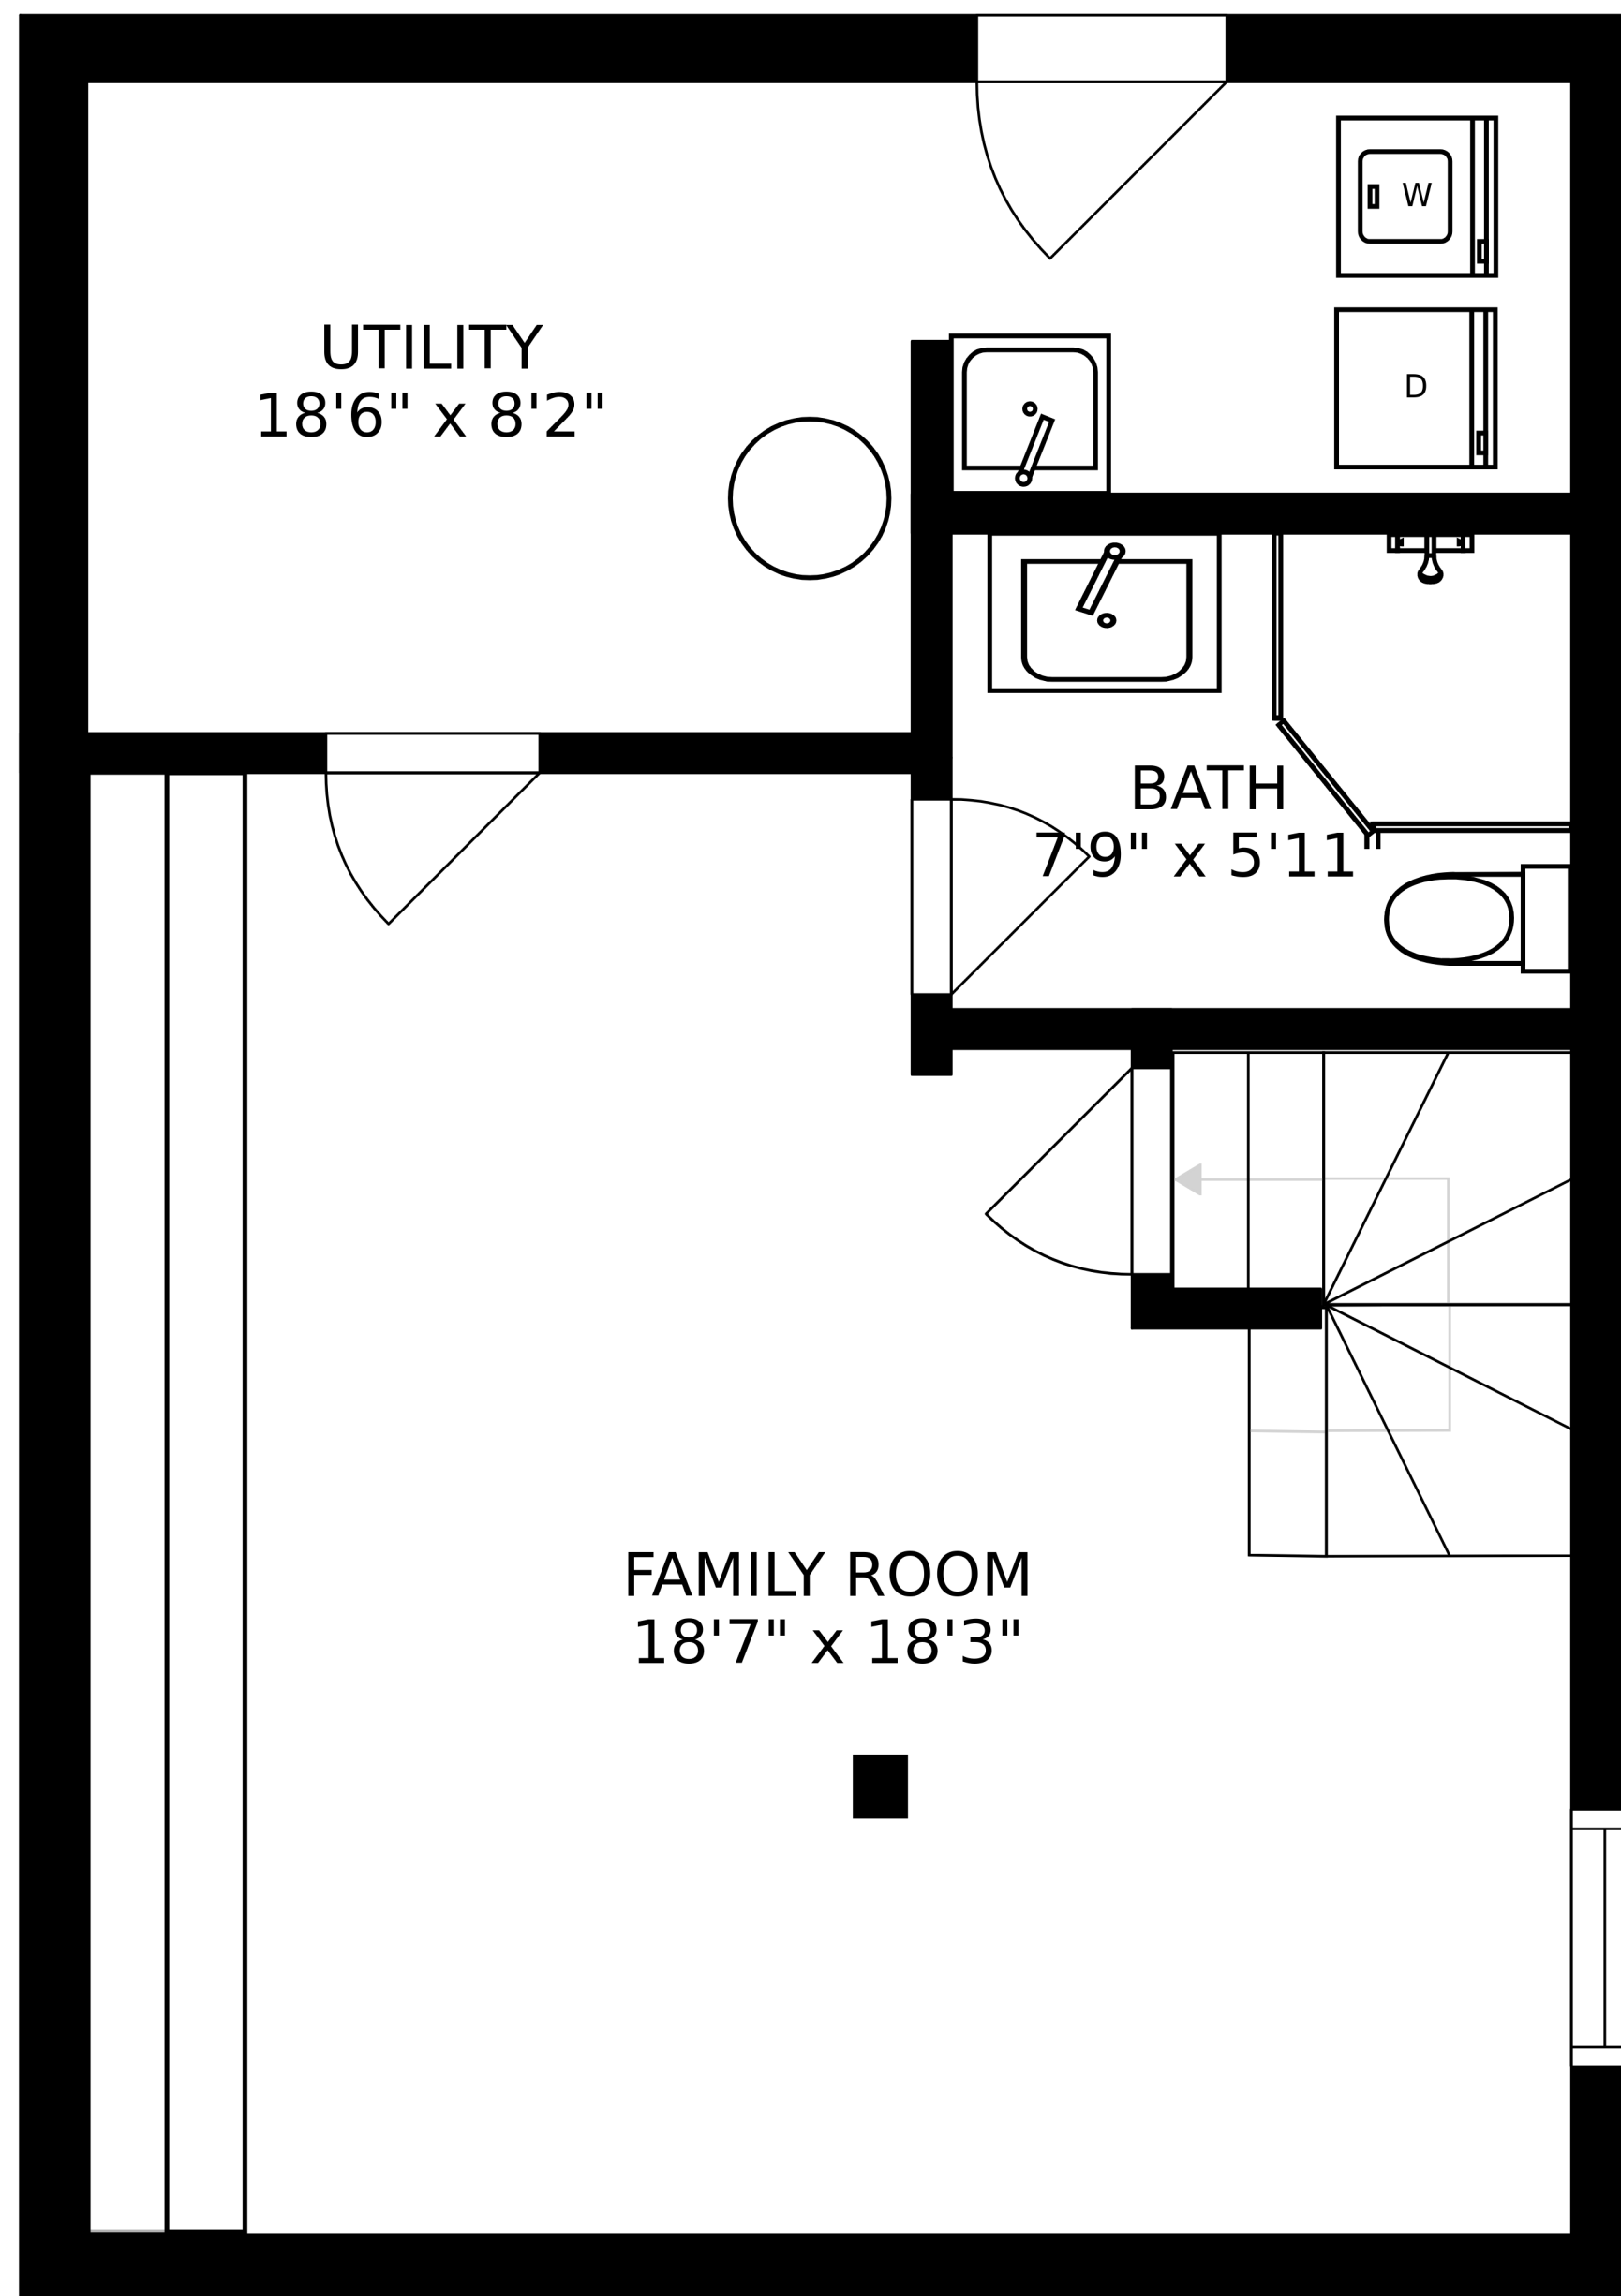 W
D
UTILITY
18'6" x 8'2"
BATH
7'9" x 5'11"
FAMILY ROOM
18'7" x 18'3"